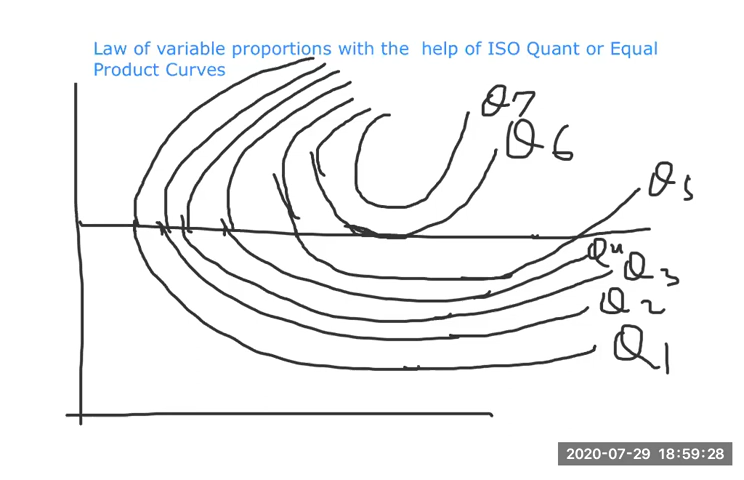 Law of variable proportions with the help of ISO Quant or Equal
Product Curves
Q7
Q6
Q5
Q4
Q3
Q2
Q1
2020-07-29 18:59:28